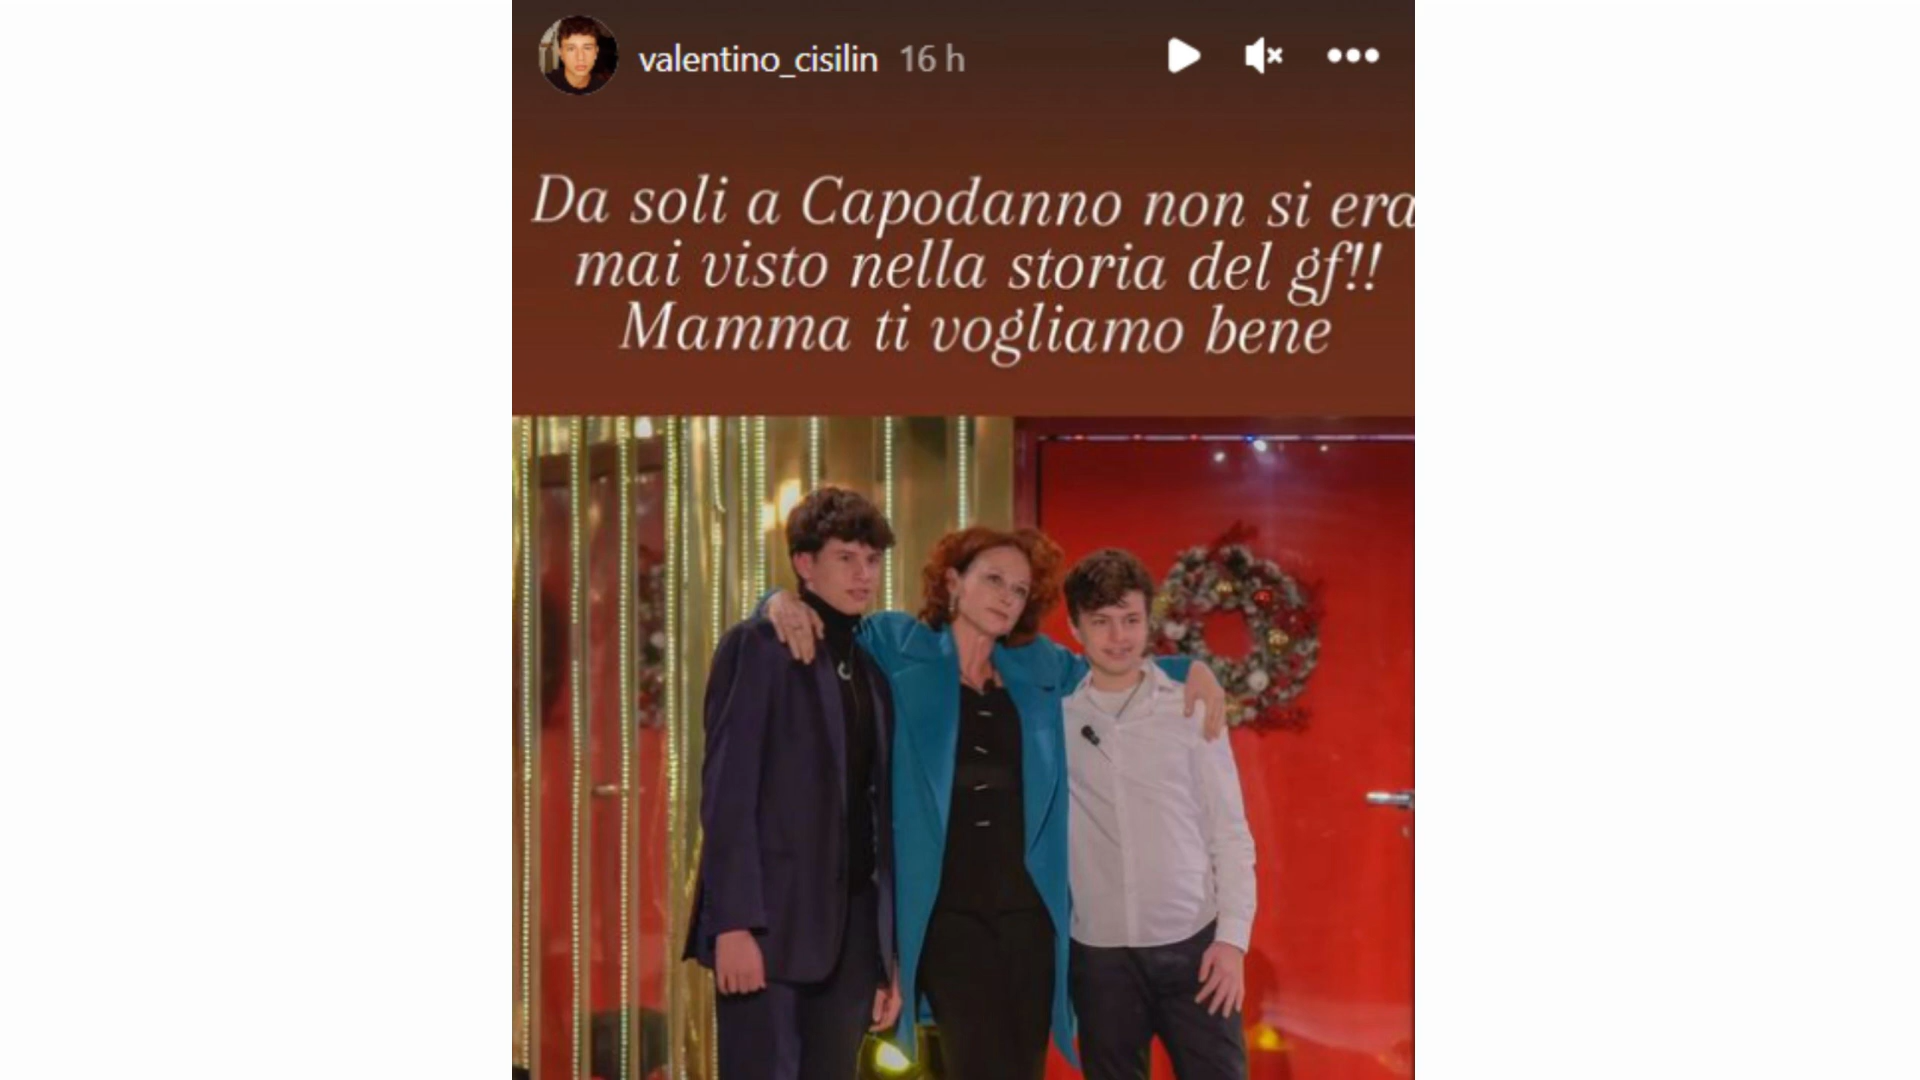 valentino_cisilin 16 h
Da soli a Capodanno non si era
mai visto nella storia del gf!!
Mamma ti vogliamo bene